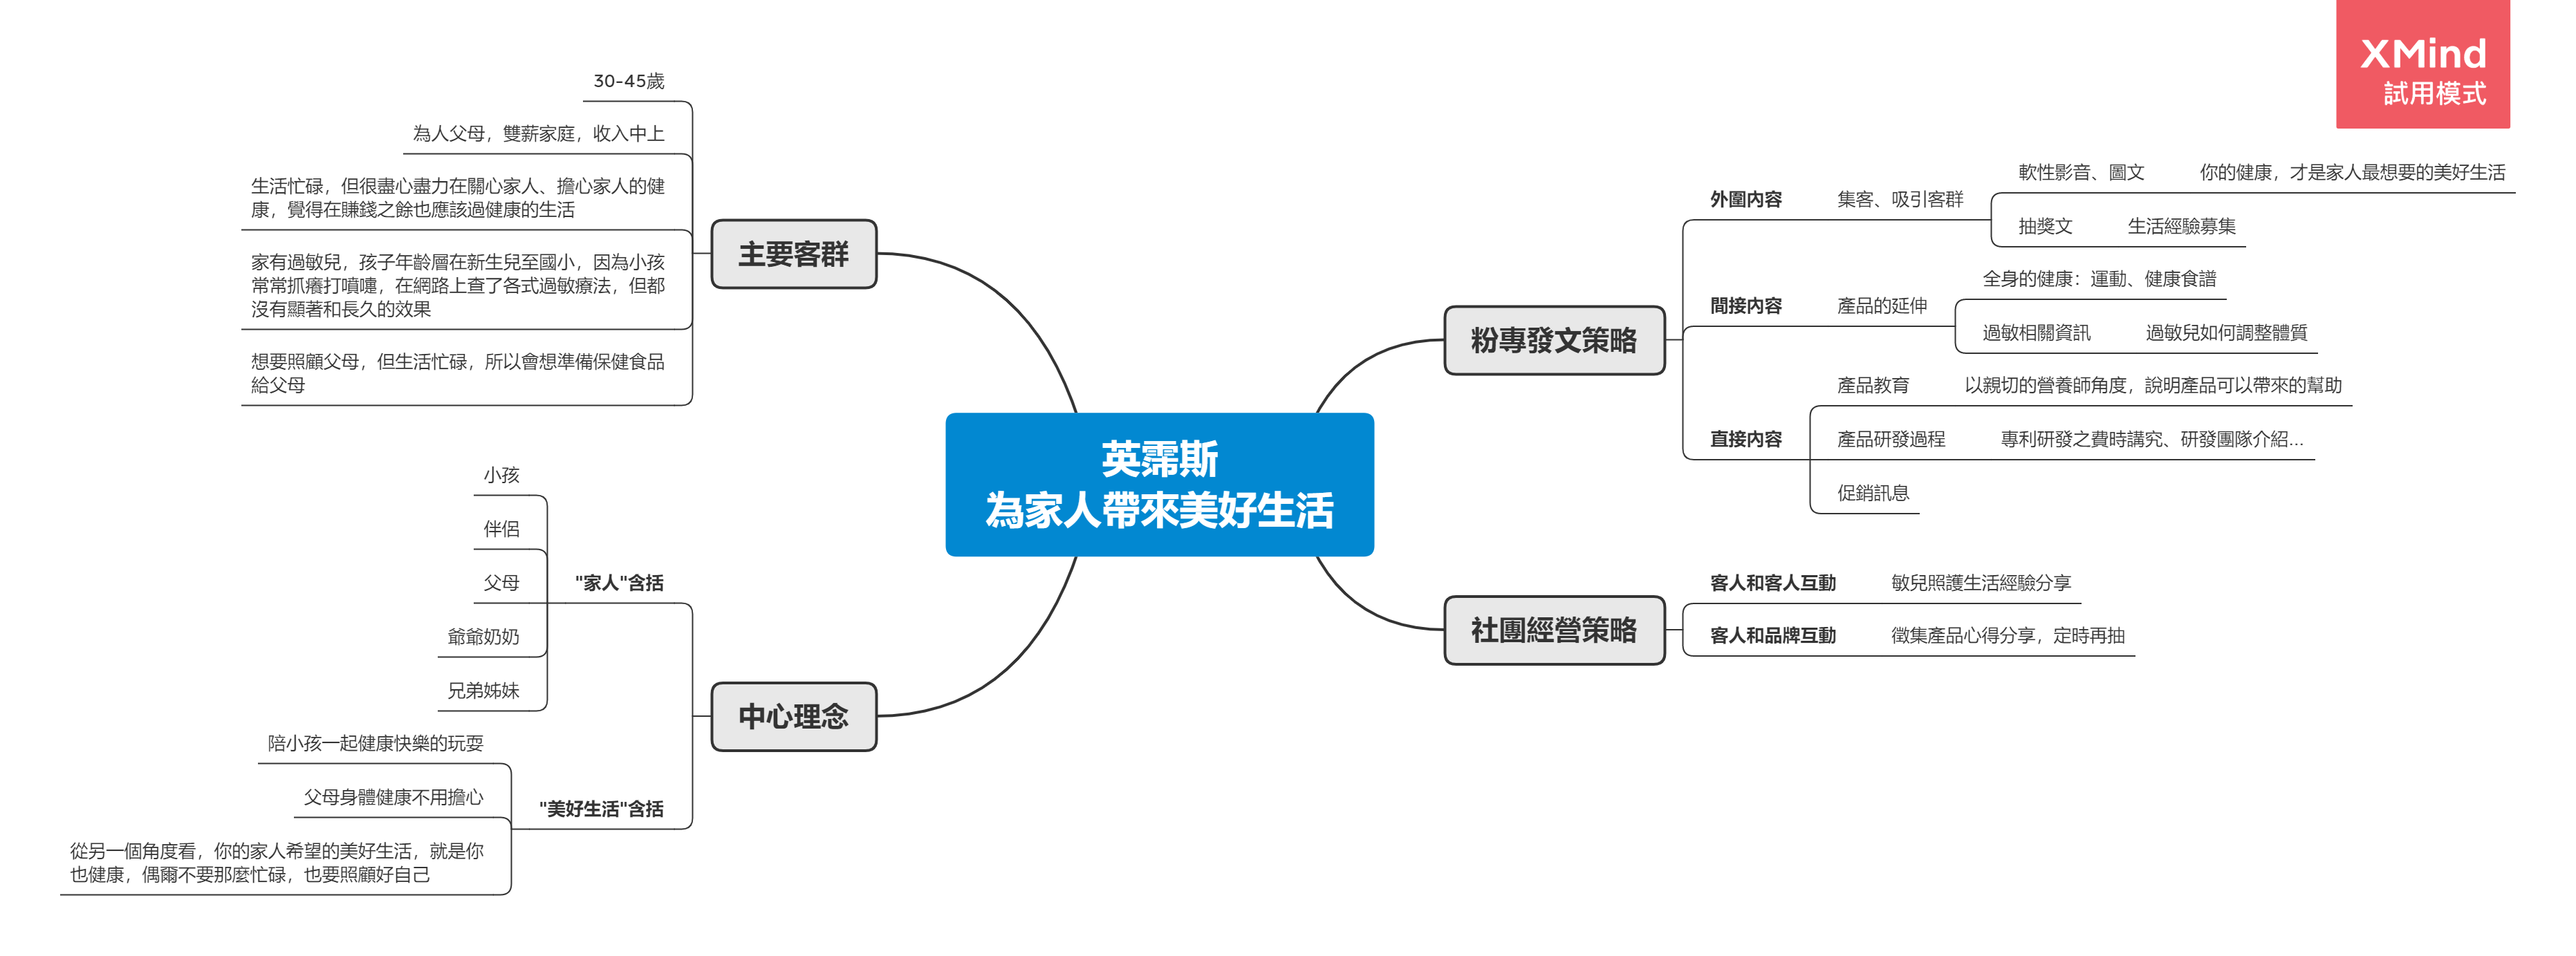 XMind
試用模式
英霈斯
為家人帶來美好生活
主要客群
30-45歲
為人父母，雙薪家庭，收入中上
生活忙碌，但很盡心盡力在關心家人、擔心家人的健
康，覺得在賺錢之餘也應該過健康的生活
家有過敏兒，孩子年齡層在新生兒至國小，因為小孩
常常抓癢打噴嚏，在網路上查了各式過敏療法，但都
沒有顯著和長久的效果
想要照顧父母，但生活忙碌，所以會想準備保健食品
給父母
中心理念
"家人"含括
小孩
伴侶
父母
爺爺奶奶
兄弟姊妹
"美好生活"含括
陪小孩一起健康快樂的玩耍
父母身體健康不用擔心
從另一個角度看，你的家人希望的美好生活，就是你
也健康，偶爾不要那麼忙碌，也要照顧好自己
粉專發文策略
外圍內容
集客、吸引客群
軟性影音、圖文
你的健康，才是家人最想要的美好生活
抽獎文
生活經驗募集
間接內容
產品的延伸
全身的健康：運動、健康食譜
過敏相關資訊
過敏兒如何調整體質
直接內容
產品教育
以親切的營養師角度，說明產品可以帶來的幫助
產品研發過程
專利研發之費時講究、研發團隊介紹...
促銷訊息
社團經營策略
客人和客人互動
敏兒照護生活經驗分享
客人和品牌互動
徵集產品心得分享，定時再抽